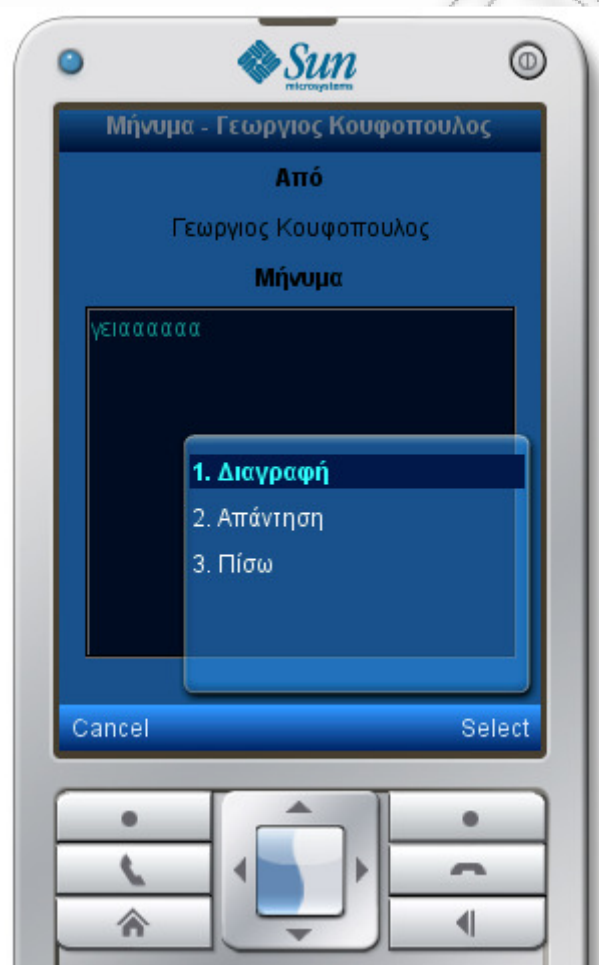 Sun
microsystems
Μήνυμα - Γεωργιος Κουφοπουλος
Από
Γεωργιος Κουφοπουλος
Μήνυμα
γειαααααα
1. Διαγραφή
2. Απάντηση
3. Πίσω
Cancel Select